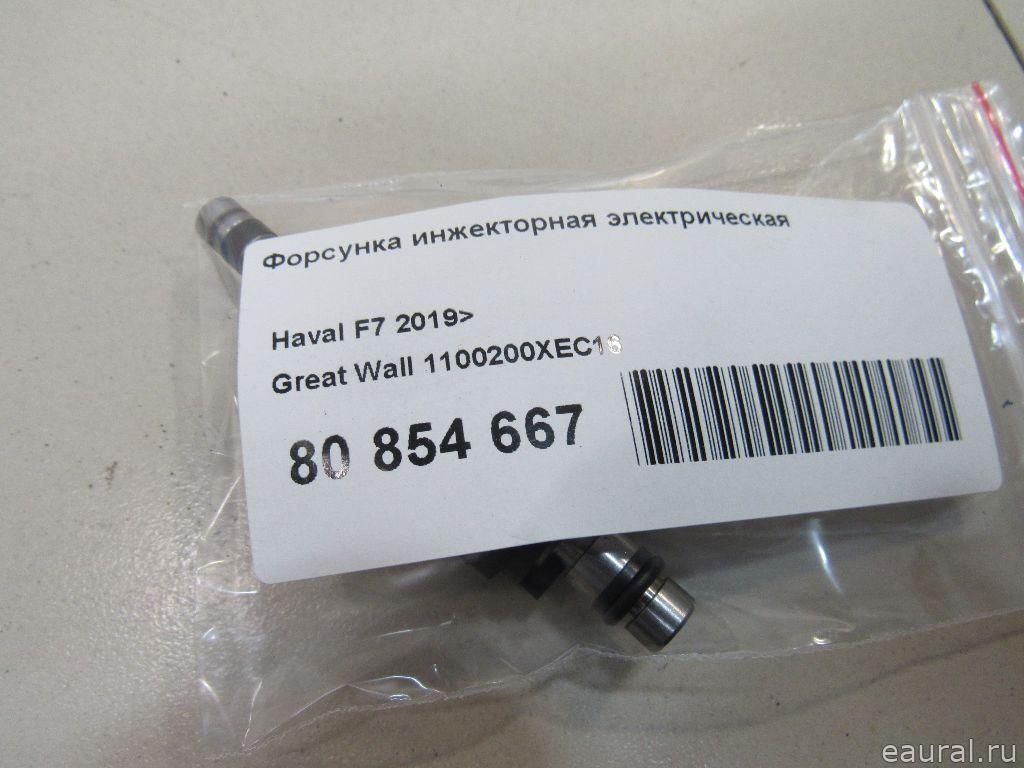 Форсунка инжекторная электрическая
Haval F7 2019>
Great Wall 1100200XEC16
80 854 667
eaural.ru